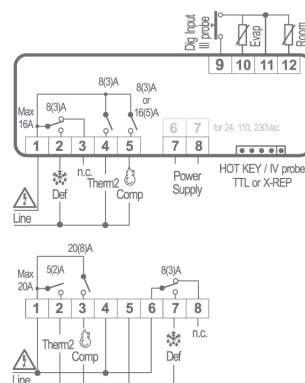 Dig Input
III probe
Evap
Room
9 10 11 12
8(3)A
8(3)A
or
16(5)A
Max
16A
8(3)A
1 2 3 4 5
6 7
for 24, 110, 230Vac
7 8
n.c.
Therm2
Def
Comp
Power
Supply
HOT KEY / IV probe
TTL or X-REP
Line
20(8)A
Max
20A
5(2)A
8(3)A
1 2 3 4 5 6 7 8
Therm2
Comp
Def
n.c.
Line